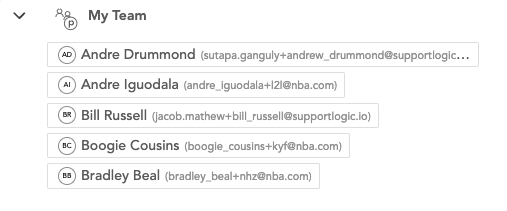 My Team
AD Andre Drummond (sutapa.ganguly+andrew_drummond@supportlogic...
AI Andre Iguodala (andre_iguodala+l2l@nba.com)
BR Bill Russell (jacob.mathew+bill_russell@supportlogic.io)
BC Boogie Cousins (boogie_cousins+kyf@nba.com)
BB Bradley Beal (bradley_beal+nhz@nba.com)